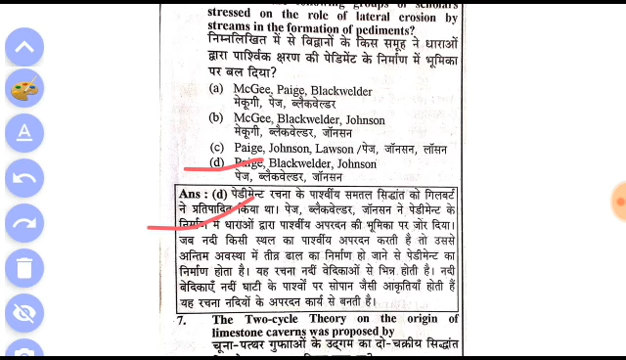 stressed on the role of lateral erosion by
streams in the formation of pediments?
निम्नलिखित में से विद्वानों के किस समूह ने धाराओं
द्वारा पार्श्विक क्षरण की पेडिमेंट के निर्माण में भूमिका
पर बल दिया?
(a) McGee, Paige, Blackwelder
मेकूगी, पेज, ब्लैकवेल्डर
(b) McGee, Blackwelder, Johnson
मेकूगी, ब्लैकवेल्डर, जॉनसन
(c) Paige, Johnson, Lawson /पेज, जॉनसन, लॉसन
(d) Paige, Blackwelder, Johnson
पेज, ब्लैकवेल्डर, जॉनसन
Ans : (d) पेडीमेन्ट रचना के पार्श्वीय समतल सिद्धांत को गिलबर्ट
ने प्रतिपादित किया था। पेज, ब्लैकवेल्डर, जॉनसन ने पेडीमेन्ट के
निर्माण में धाराओं द्वारा पार्श्वीय अपरदन की भूमिका पर जोर दिया।
जब नदी किसी स्थल का पार्श्वीय अपरदन करती है तो उससे
अन्तिम अवस्था में तीव्र ढाल का निर्माण हो जाने से पेडीमेन्ट का
निर्माण होता है। यह रचना नदी वेदिकाओं से भिन्न होती है। नदी
बेदिकाएँ नदी घाटी के पार्श्वों पर सोपान जैसी आकृतियाँ होती हैं
यह रचना नदियों के अपरदन कार्य से बनती है।
7. The Two-cycle Theory on the origin of
limestone caverns was proposed by
चूना-पत्थर गुफाओं के उद्गम का दो-चक्रीय सिद्धांत